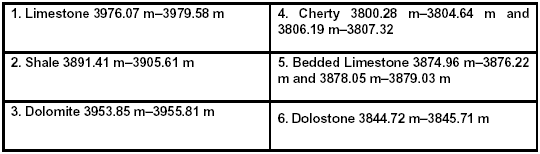 1. Limestone 3976.07 m–3979.58 m
4. Cherty 3800.28 m–3804.64 m and
3806.19 m–3807.32
2. Shale 3891.41 m–3905.61 m
5. Bedded Limestone 3874.96 m–3876.22
m and 3878.05 m–3879.03 m
3. Dolomite 3953.85 m–3955.81 m
6. Dolostone 3844.72 m–3845.71 m